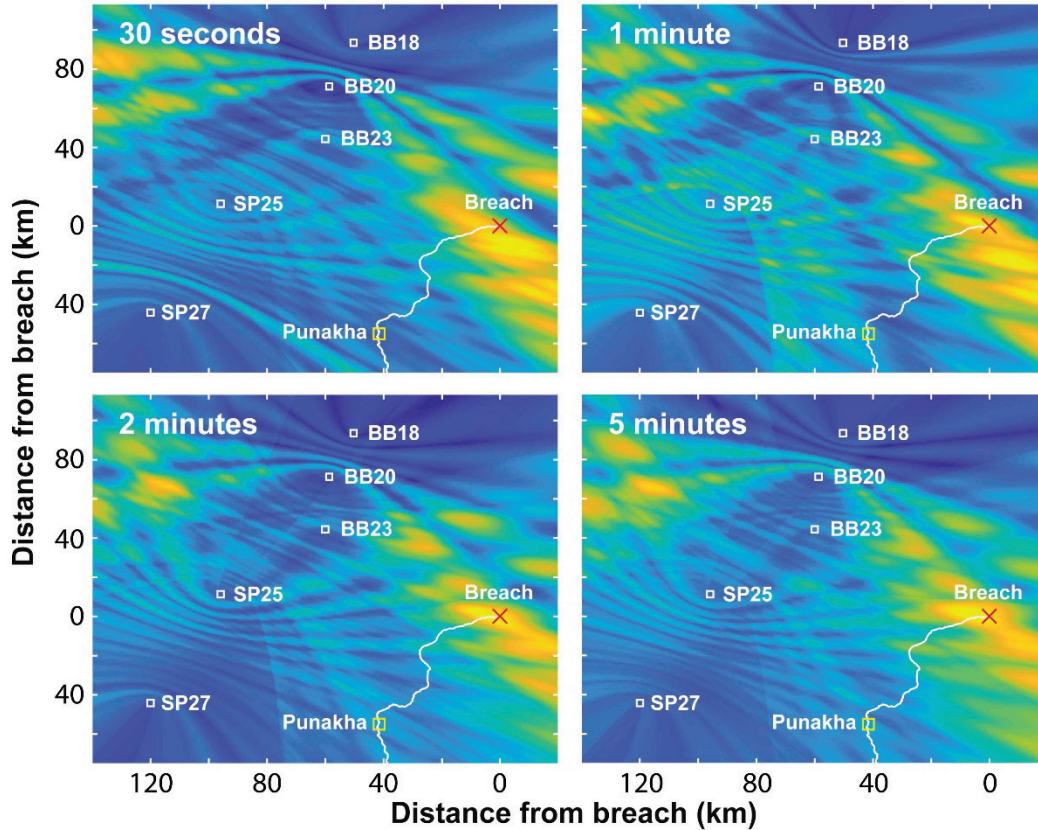 30 seconds
BB18
BB20
BB23
SP25
Breach
SP27
Punakha
80
40
0
40
1 minute
BB18
BB20
BB23
SP25
Breach
SP27
Punakha
2 minutes
BB18
BB20
BB23
SP25
Breach
SP27
Punakha
80
40
0
40
120
80
40
0
5 minutes
BB18
BB20
BB23
SP25
Breach
SP27
Punakha
120
80
40
0
Distance from breach (km)
Distance from breach (km)